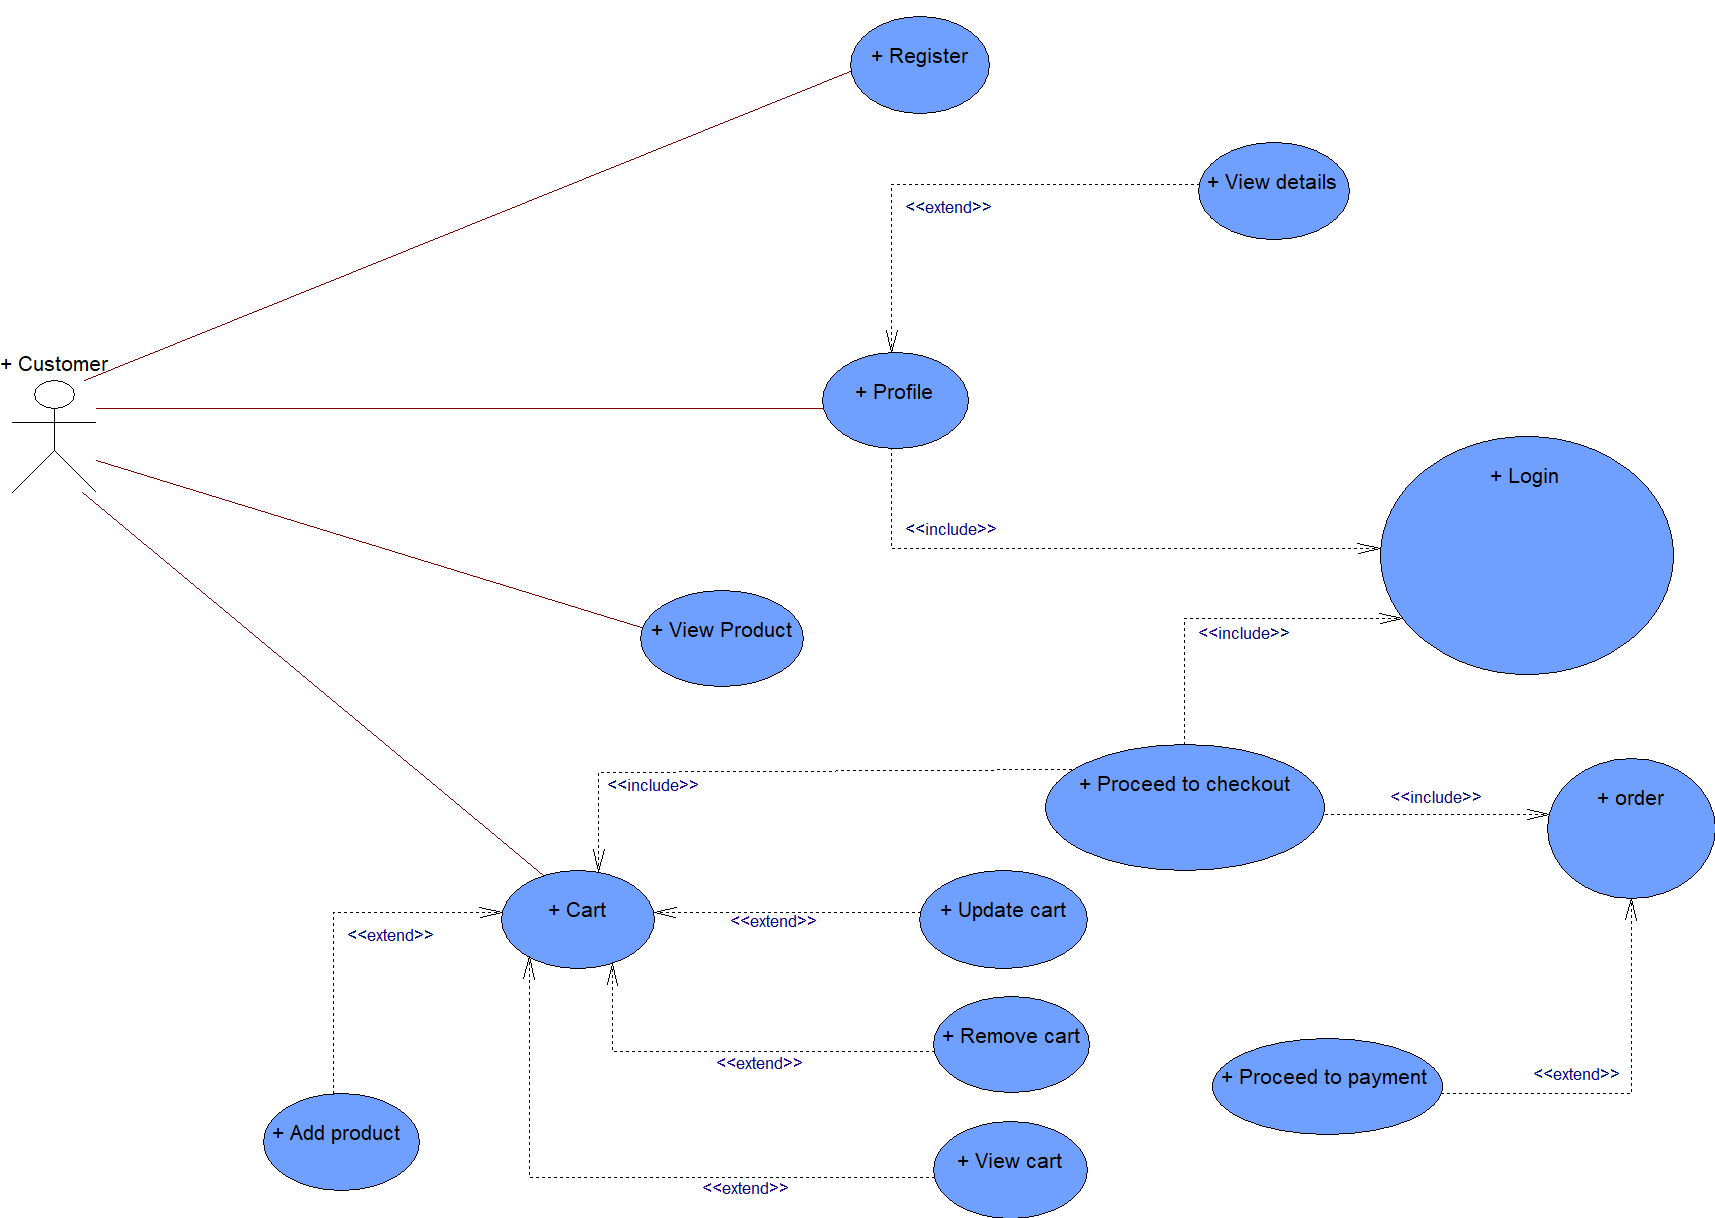 + Register
+ View details
<<extend>>
+ Customer
+ Profile
+ Login
<<include>>
+ View Product
<<include>>
<<include>>
+ Proceed to checkout
<<include>>
+ order
+ Cart
+ Update cart
<<extend>>
<<extend>>
+ Remove cart
<<extend>>
+ Proceed to payment
<<extend>>
+ Add product
+ View cart
<<extend>>